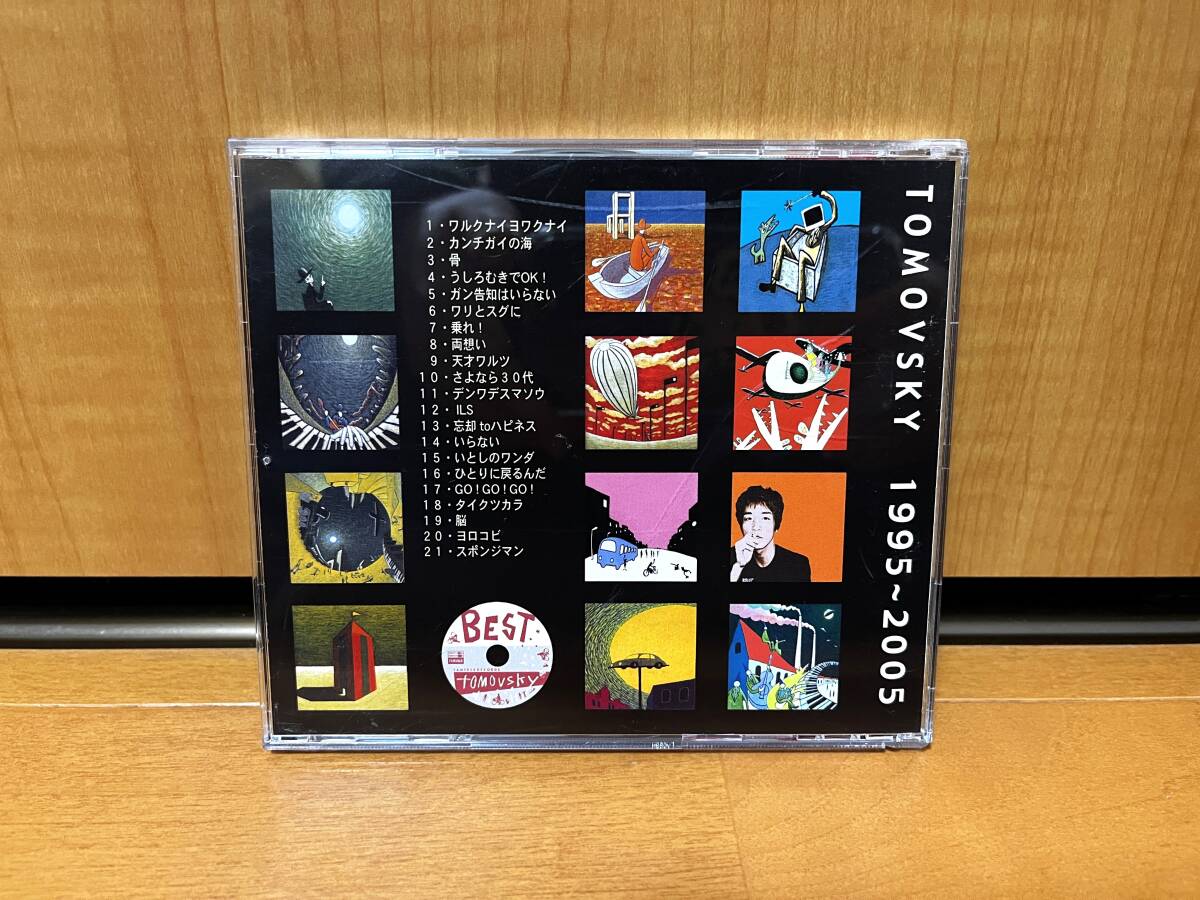 1・ワルクナイヨワクナイ
2・カンチガイの海
3・骨
4・うしろむきでOK!
5・ガン告知はいらない
6・ワリとスグに
7・乗れ!
8・両想い
9・天才ワルツ
10・さよなら30代
11・デンワデスマソウ
12・ILS
13・忘却toハピネス
14・いらない
15・いとしのワンダ
16・ひとりに戻るんだ
17・GO!GO!GO!
18・タイクツカラ
19・脳
20・ヨロコビ
21・スポンジマン
BEST
TOMOVSKY
TOMOVSKY 1995~2005